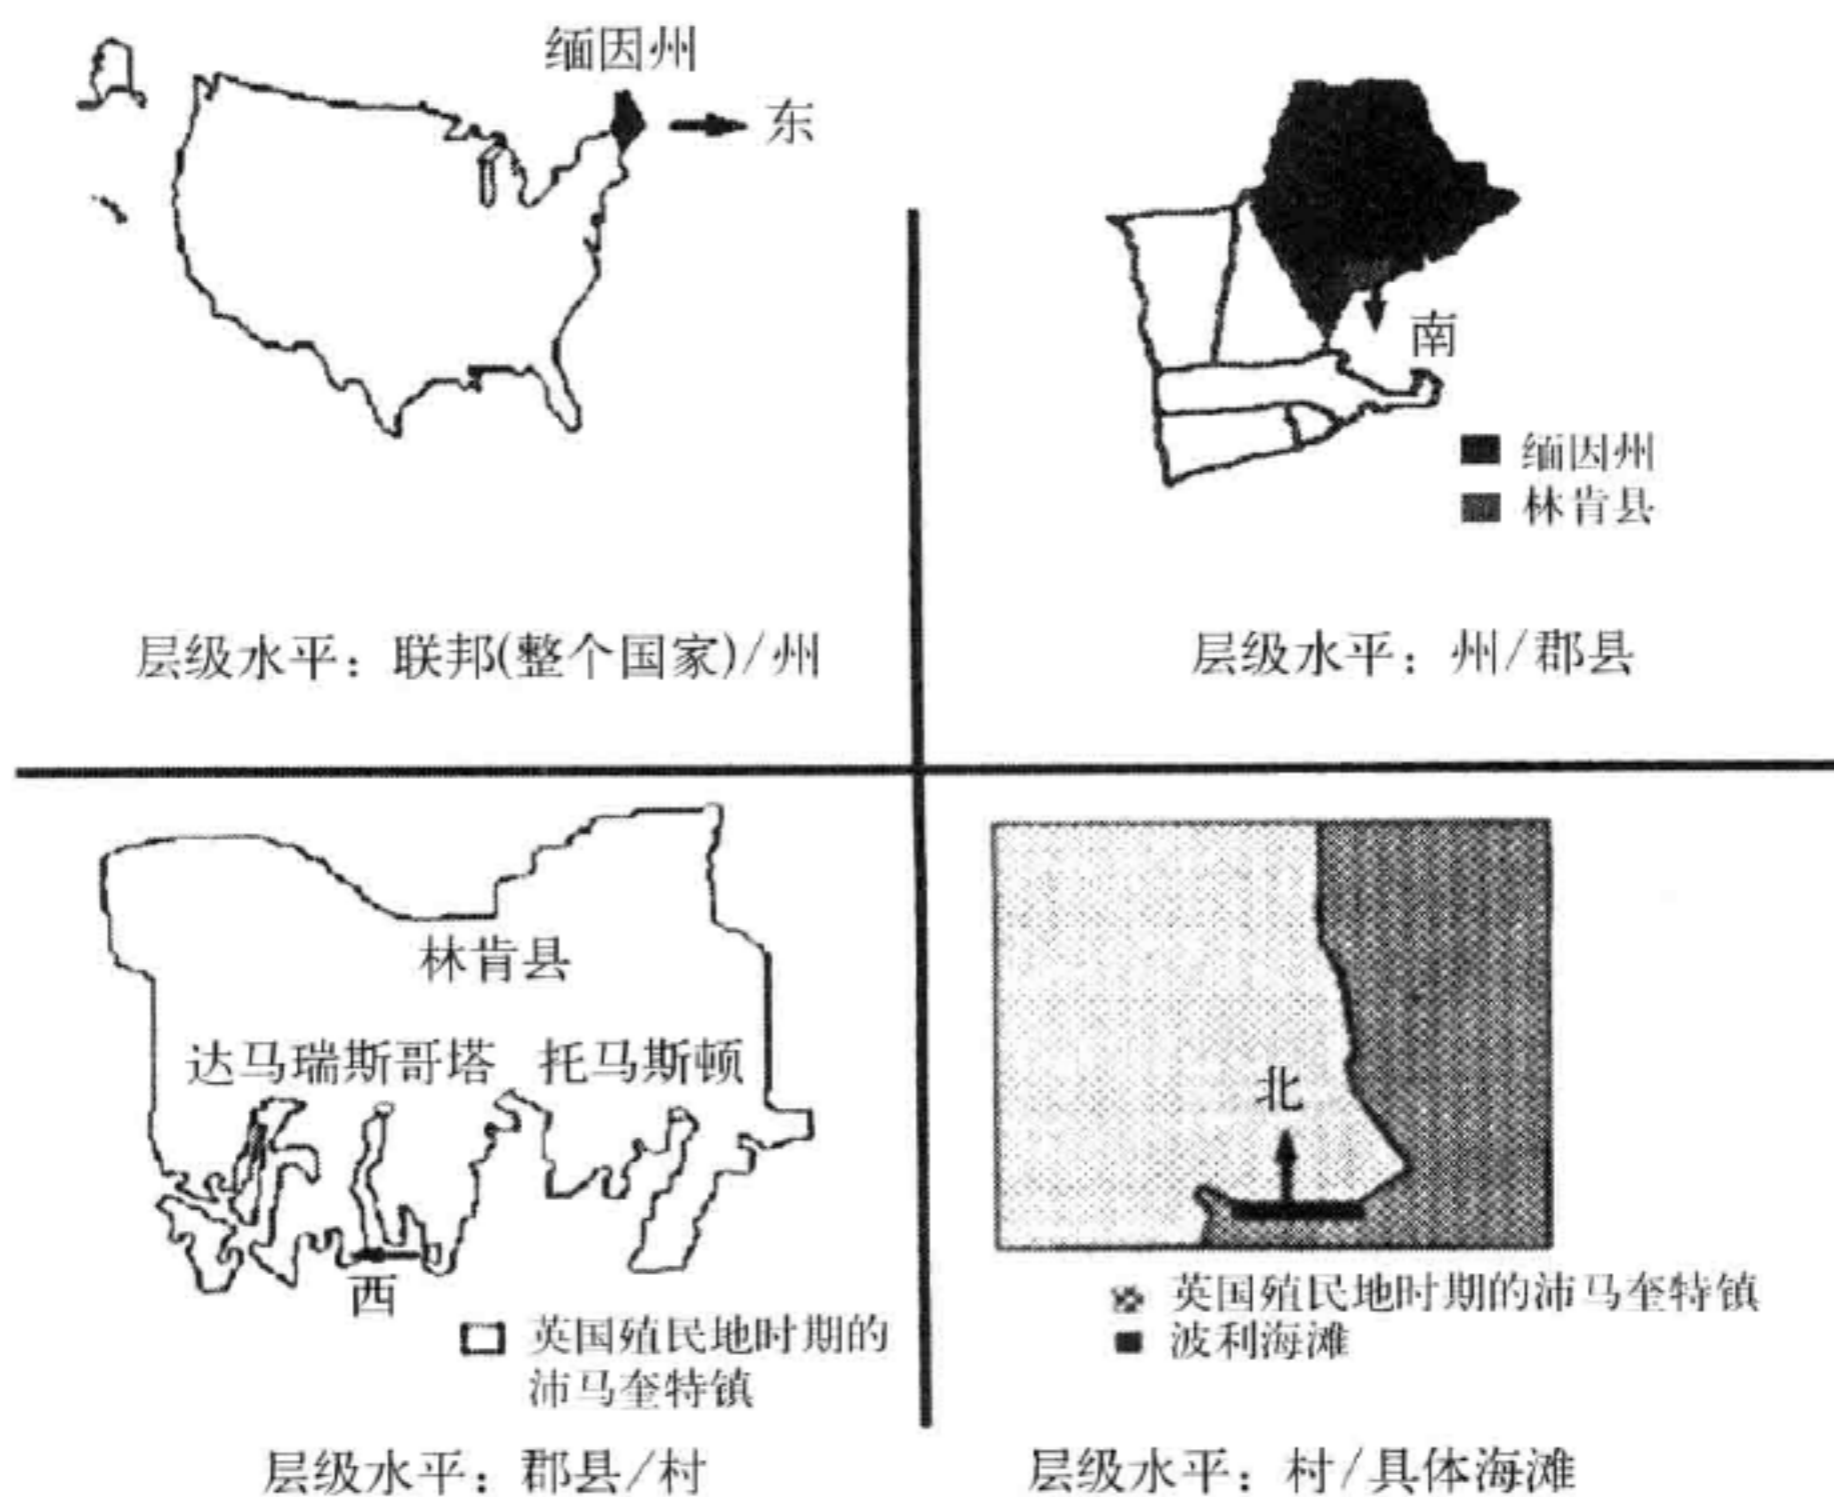 缅因州
东
层级水平：联邦(整个国家)/州
南
缅因州
林肯县
层级水平：州/郡县
林肯县
达马瑞斯哥塔 托马斯顿
西
英国殖民地时期的
沛马奎特镇
层级水平：郡县/村
北
英国殖民地时期的沛马奎特镇
波利海滩
层级水平：村/具体海滩